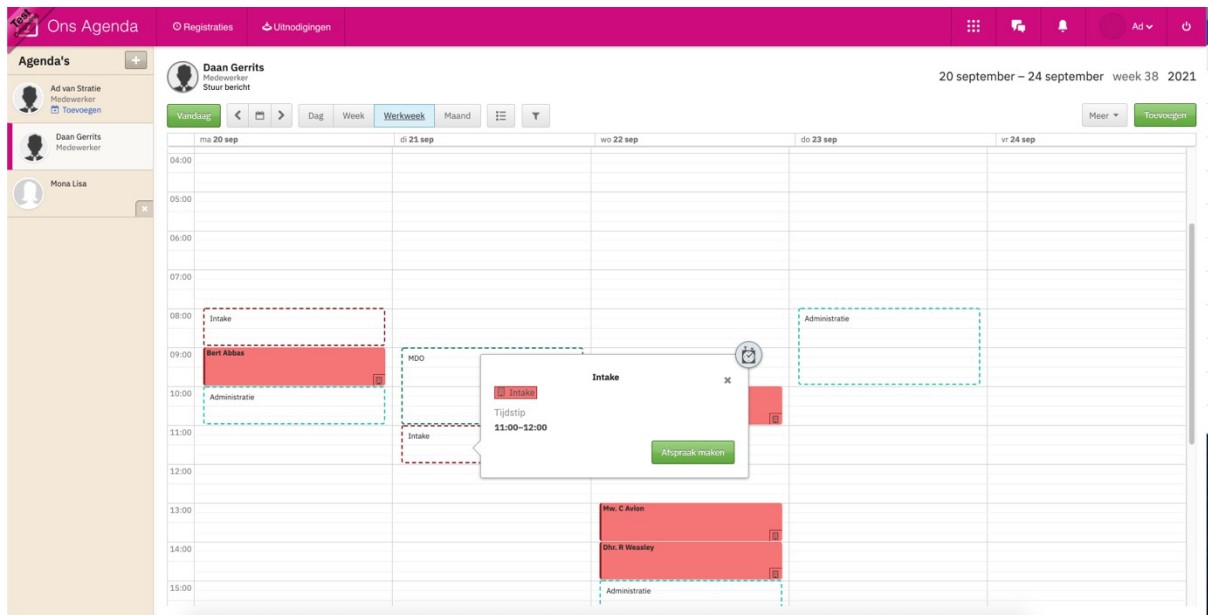 Test
Ons Agenda
Registraties
Uitnodigingen
Ad
Agenda's
+
Ad van Stratie
Medewerker
Toevoegen
Daan Gerrits
Medewerker
Mona Lisa
Daan Gerrits
Medewerker
Stuur bericht
20 september – 24 september week 38 2021
Vandaag
Dag
Week
Werkweek
Maand
Meer
Toevoegen
ma 20 sep
di 21 sep
wo 22 sep
do 23 sep
vr 24 sep
04:00
05:00
06:00
07:00
08:00
Intake
Administratie
09:00
Bert Abbas
MDO
10:00
Administratie
11:00
Intake
Intake
Intake
Tijdstip
11:00–12:00
Afspraak maken
12:00
13:00
Mw. C Avion
14:00
Dhr. R Weasley
15:00
Administratie